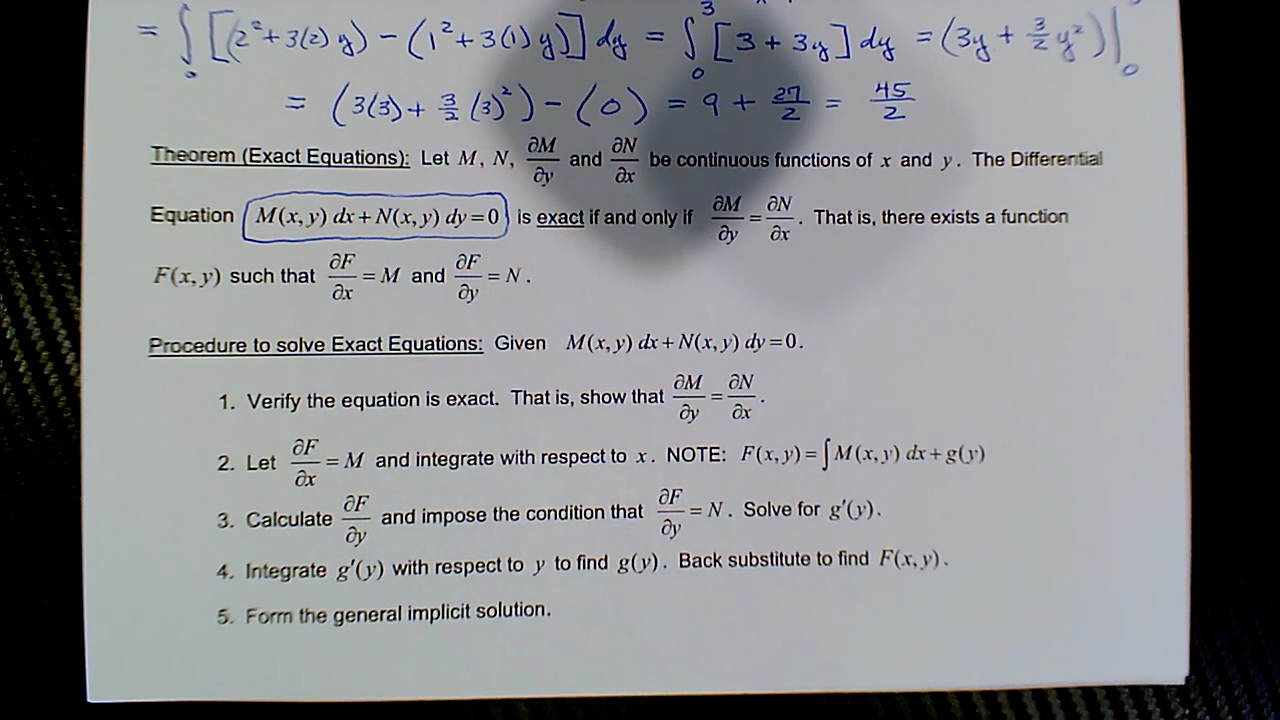 = ∫₀ [(2²+3(2)y) − (1²+3(1)y)] dy = ∫₀³ [3 + 3y] dy = (3y + 3/2 y²)|₀
= (3(3) + 3/2 (3)²) − (0) = 9 + 27/2 = 45/2
Theorem (Exact Equations): Let M, N, ∂M/∂y and ∂N/∂x be continuous functions of x and y. The Differential
Equation M(x, y) dx + N(x, y) dy = 0 is exact if and only if ∂M/∂y = ∂N/∂x. That is, there exists a function
F(x, y) such that ∂F/∂x = M and ∂F/∂y = N.
Procedure to solve Exact Equations: Given M(x, y) dx + N(x, y) dy = 0.
1. Verify the equation is exact. That is, show that ∂M/∂y = ∂N/∂x.
2. Let ∂F/∂x = M and integrate with respect to x. NOTE: F(x, y) = ∫ M(x, y) dx + g(y)
3. Calculate ∂F/∂y and impose the condition that ∂F/∂y = N. Solve for g′(y).
4. Integrate g′(y) with respect to y to find g(y). Back substitute to find F(x, y).
5. Form the general implicit solution.